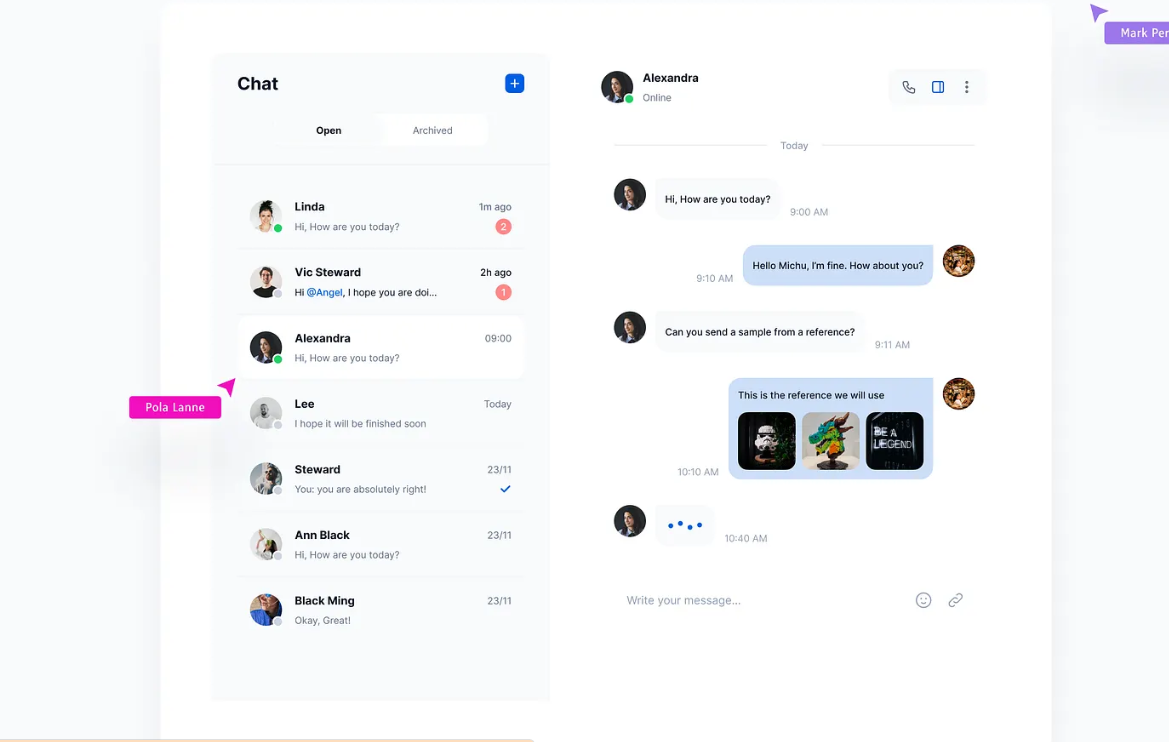 Mark
Chat
+
Open
Archived
Linda
1m ago
Hi, How are you today?
2
Vic Steward
2h ago
Hi @Angel, I hope you are doi...
1
Alexandra
09:00
Hi, How are you today?
Pola Lanne
Lee
Today
I hope it will be finished soon
Steward
23/11
You: you are absolutely right!
Ann Black
23/11
Hi, How are you today?
Black Ming
23/11
Okay, Great!
Alexandra
Online
Today
Hi, How are you today?
9:00 AM
Hello Michu, I'm fine. How about you?
9:10 AM
Can you send a sample from a reference?
9:11 AM
This is the reference we will use
BE A
LEGEND
10:10 AM
10:40 AM
Write your message...